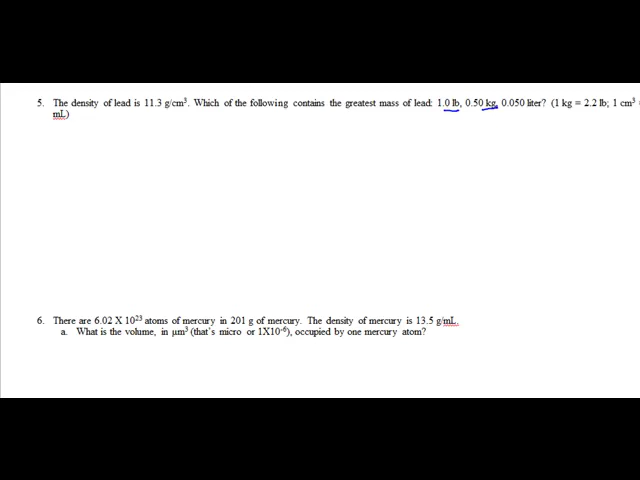 5. The density of lead is 11.3 g/cm³. Which of the following contains the greatest mass of lead: 1.0 lb, 0.50 kg, 0.050 liter? (1 kg = 2.2 lb; 1 cm³
mL)
6. There are 6.02 X 10²³ atoms of mercury in 201 g of mercury. The density of mercury is 13.5 g/mL.
a. What is the volume, in µm³ (that's micro or 1X10⁻⁶), occupied by one mercury atom?